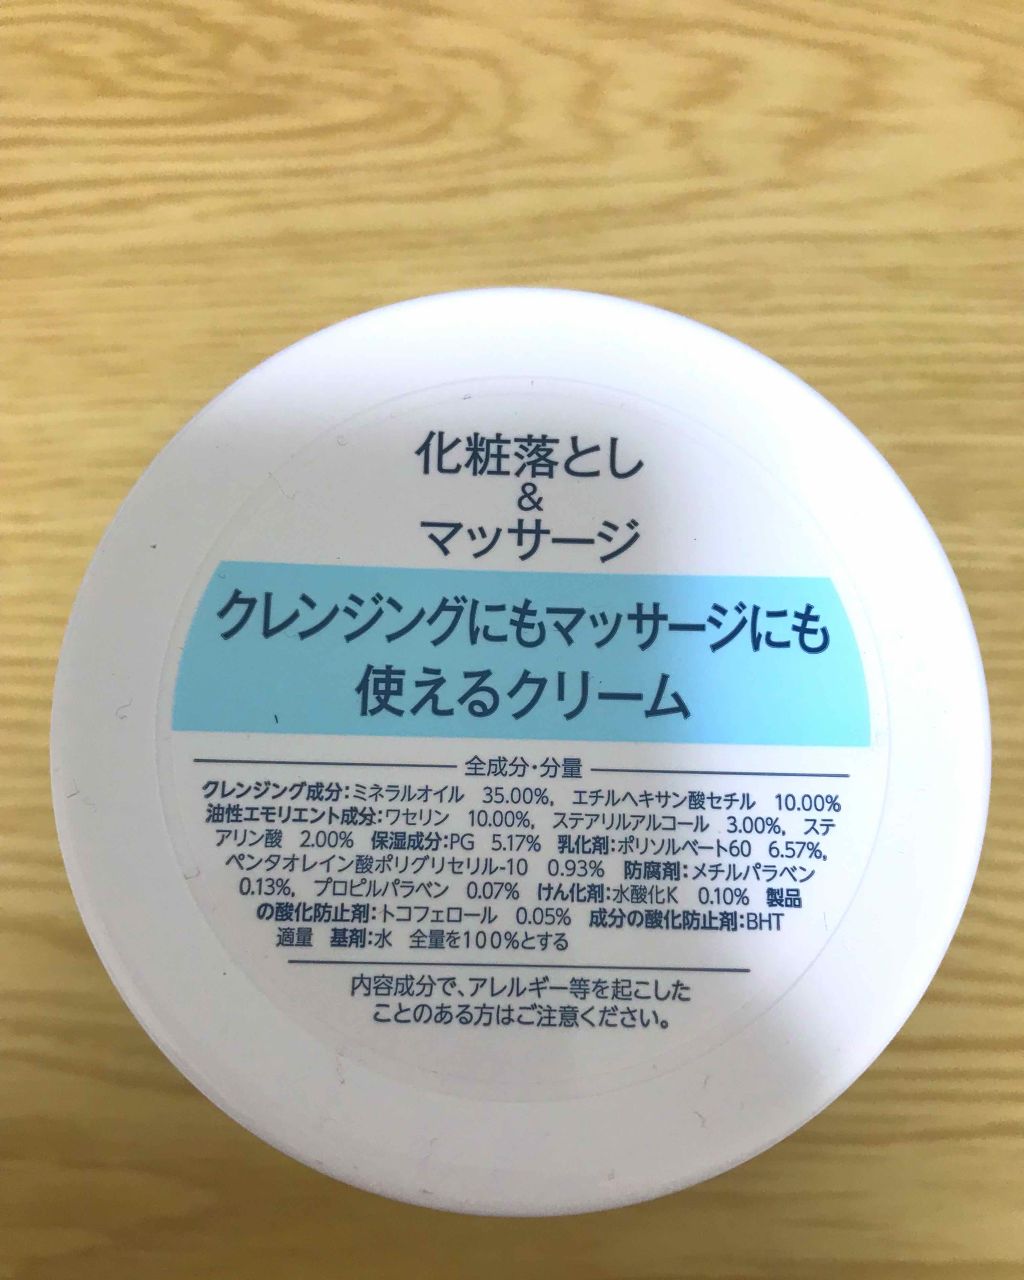 化粧落とし
&
マッサージ
クレンジングにもマッサージにも
使えるクリーム
全成分・分量
クレンジング成分:ミネラルオイル 35.00%, エチルヘキサン酸セチル 10.00%
油性エモリエント成分:ワセリン 10.00%, ステアリルアルコール 3.00%, ステ
アリン酸 2.00% 保湿成分:PG 5.17% 乳化剤:ポリソルベート60 6.57%,
ペンタオレイン酸ポリグリセリル-10 0.93% 防腐剤:メチルパラベン
0.13%, プロピルパラベン 0.07% けん化剤:水酸化K 0.10% 製品
の酸化防止剤:トコフェロール 0.05% 成分の酸化防止剤:BHT
適量 基剤:水 全量を100%とする
内容成分で、アレルギー等を起こした
ことのある方はご注意ください。